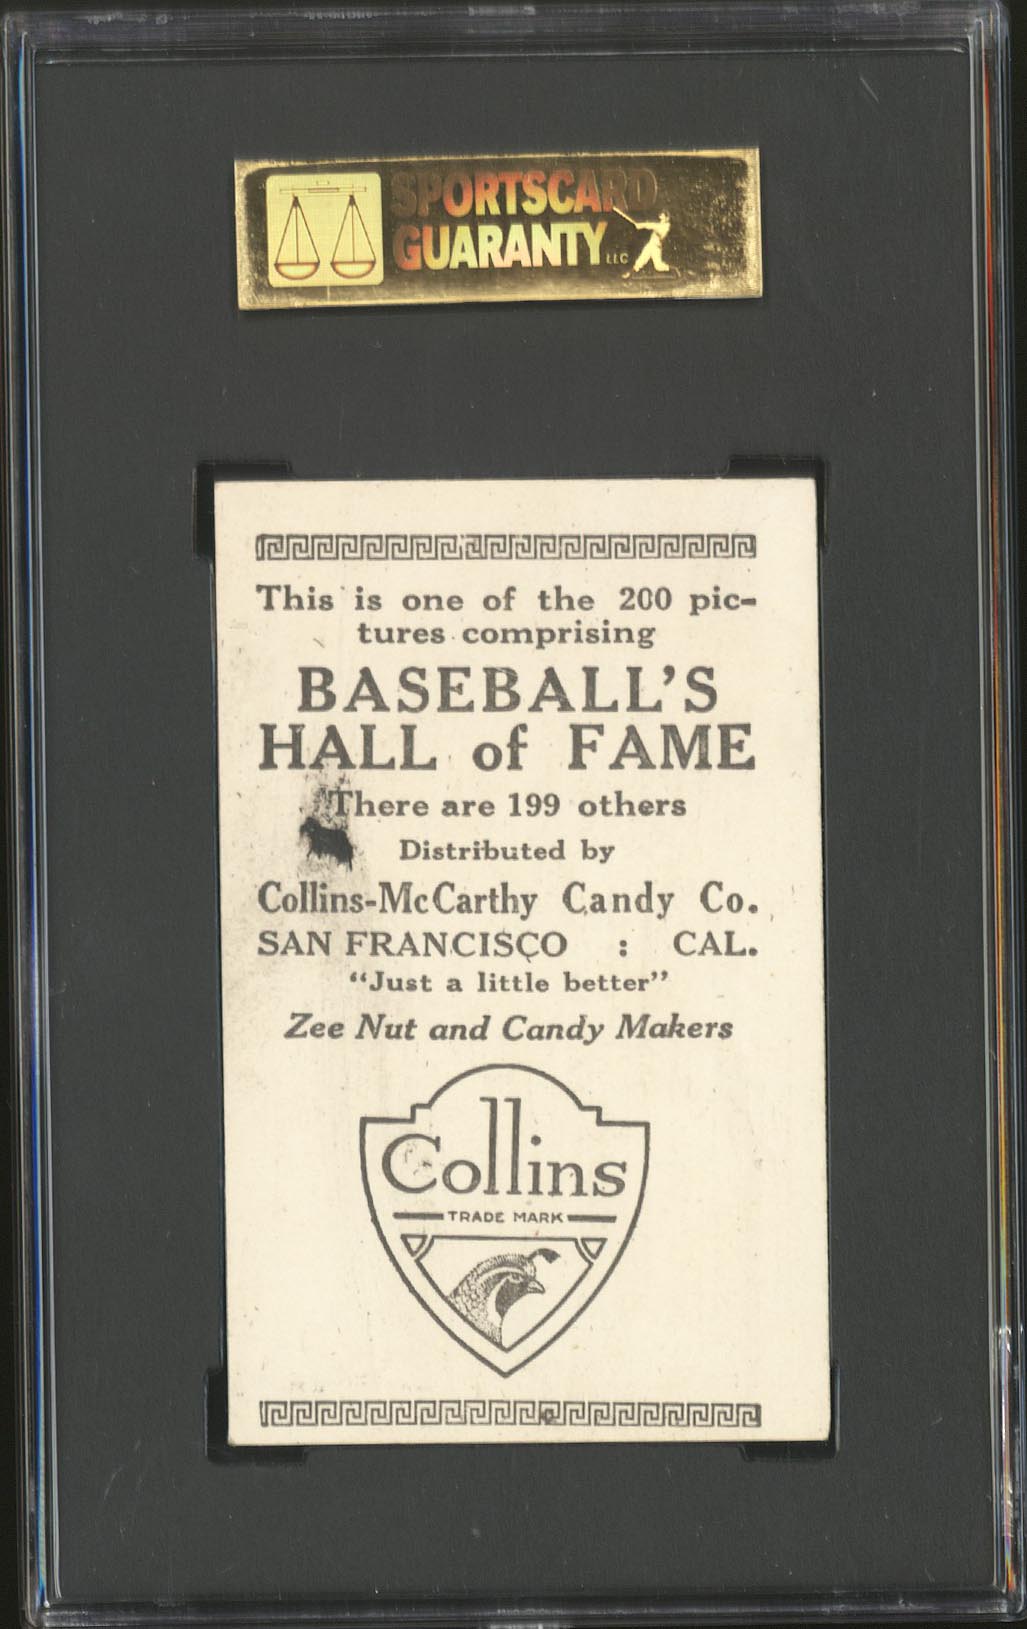 SPORTSCARD
GUARANTY LLC
This is one of the 200 pic-
tures comprising
BASEBALL'S
HALL of FAME
There are 199 others
Distributed by
Collins-McCarthy Candy Co.
SAN FRANCISCO : CAL.
"Just a little better"
Zee Nut and Candy Makers
Collins
TRADE MARK